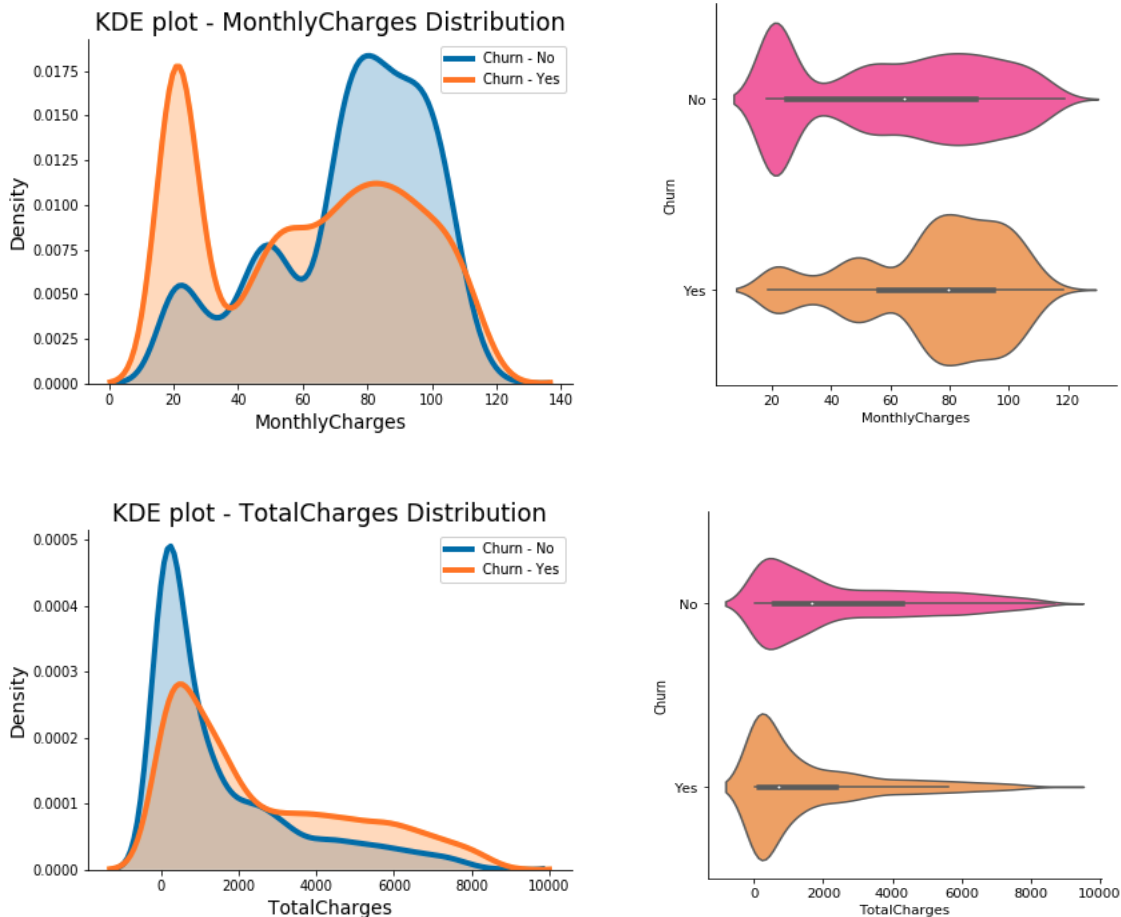 KDE plot - MonthlyCharges Distribution
Churn - No
Churn - Yes
0.0175
0.0150
0.0125
0.0100
0.0075
0.0050
0.0025
0.0000
Density
0 20 40 60 80 100 120 140
MonthlyCharges
No
Yes
Churn
20 40 60 80 100 120
MonthlyCharges
KDE plot - TotalCharges Distribution
Churn - No
Churn - Yes
0.0005
0.0004
0.0003
0.0002
0.0001
0.0000
Density
0 2000 4000 6000 8000 10000
TotalCharges
No
Yes
Churn
0 2000 4000 6000 8000 10000
TotalCharges